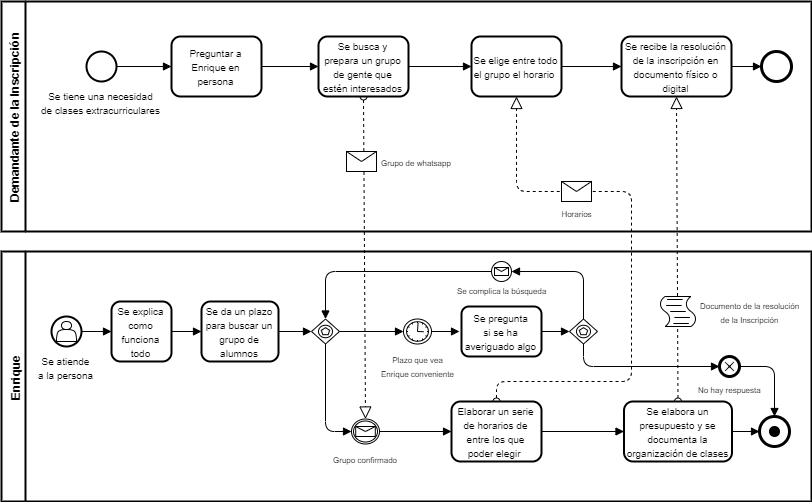 Demandante de la Inscripción
Se tiene una necesidad
de clases extracurriculares
Preguntar a
Enrique en
persona
Se busca y
prepara un grupo
de gente que
estén interesados
Se elige entre todo
el grupo el horario
Se recibe la resolución
de la inscripción en
documento físico o
digital
Grupo de whatsapp
Horarios
Enrique
Se atiende
a la persona
Se explica
como
funciona
todo
Se da un plazo
para buscar un
grupo de
alumnos
Se complica la búsqueda
Plazo que vea
Enrique conveniente
Se pregunta
si se ha
averiguado algo
Documento de la resolución
de la Inscripción
No hay respuesta
Grupo confirmado
Elaborar un serie
de horarios de
entre los que
poder elegir
Se elabora un
presupuesto y se
documenta la
organización de clases